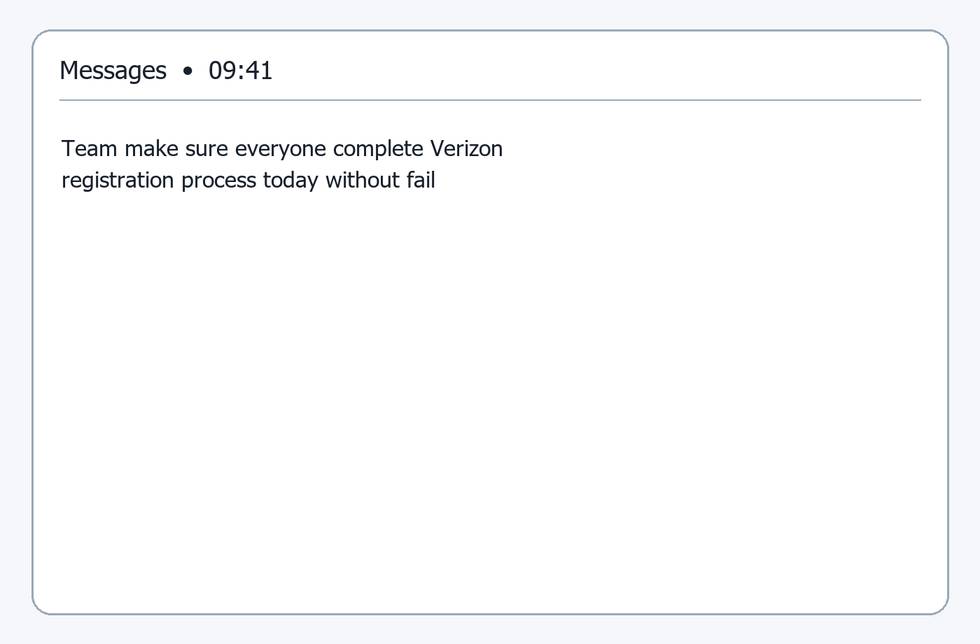 Messages • 09:41
Team make sure everyone complete Verizon
registration process today without fail